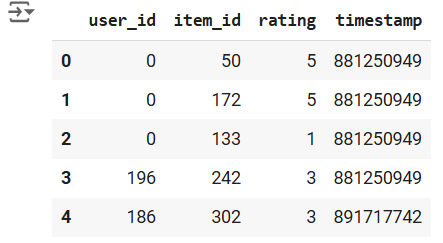 user_id item_id rating timestamp
0 0 50 5 881250949
1 0 172 5 881250949
2 0 133 1 881250949
3 196 242 3 881250949
4 186 302 3 891717742